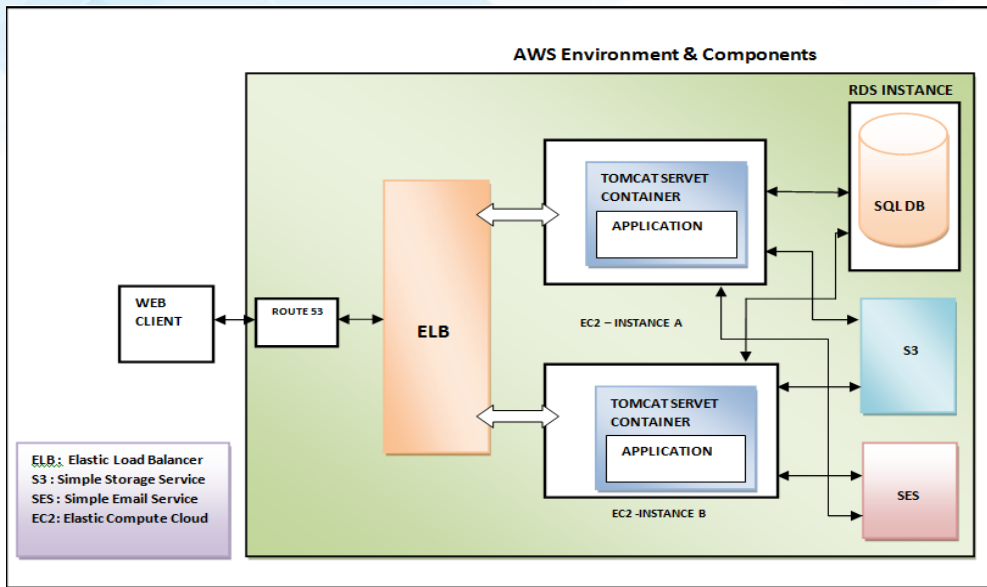 AWS Environment & Components
RDS INSTANCE
SQL DB
TOMCAT SERVET
CONTAINER
APPLICATION
EC2 – INSTANCE A
WEB
CLIENT
ROUTE 53
ELB
S3
TOMCAT SERVET
CONTAINER
APPLICATION
EC2 -INSTANCE B
SES
ELB : Elastic Load Balancer
S3 : Simple Storage Service
SES : Simple Email Service
EC2: Elastic Compute Cloud